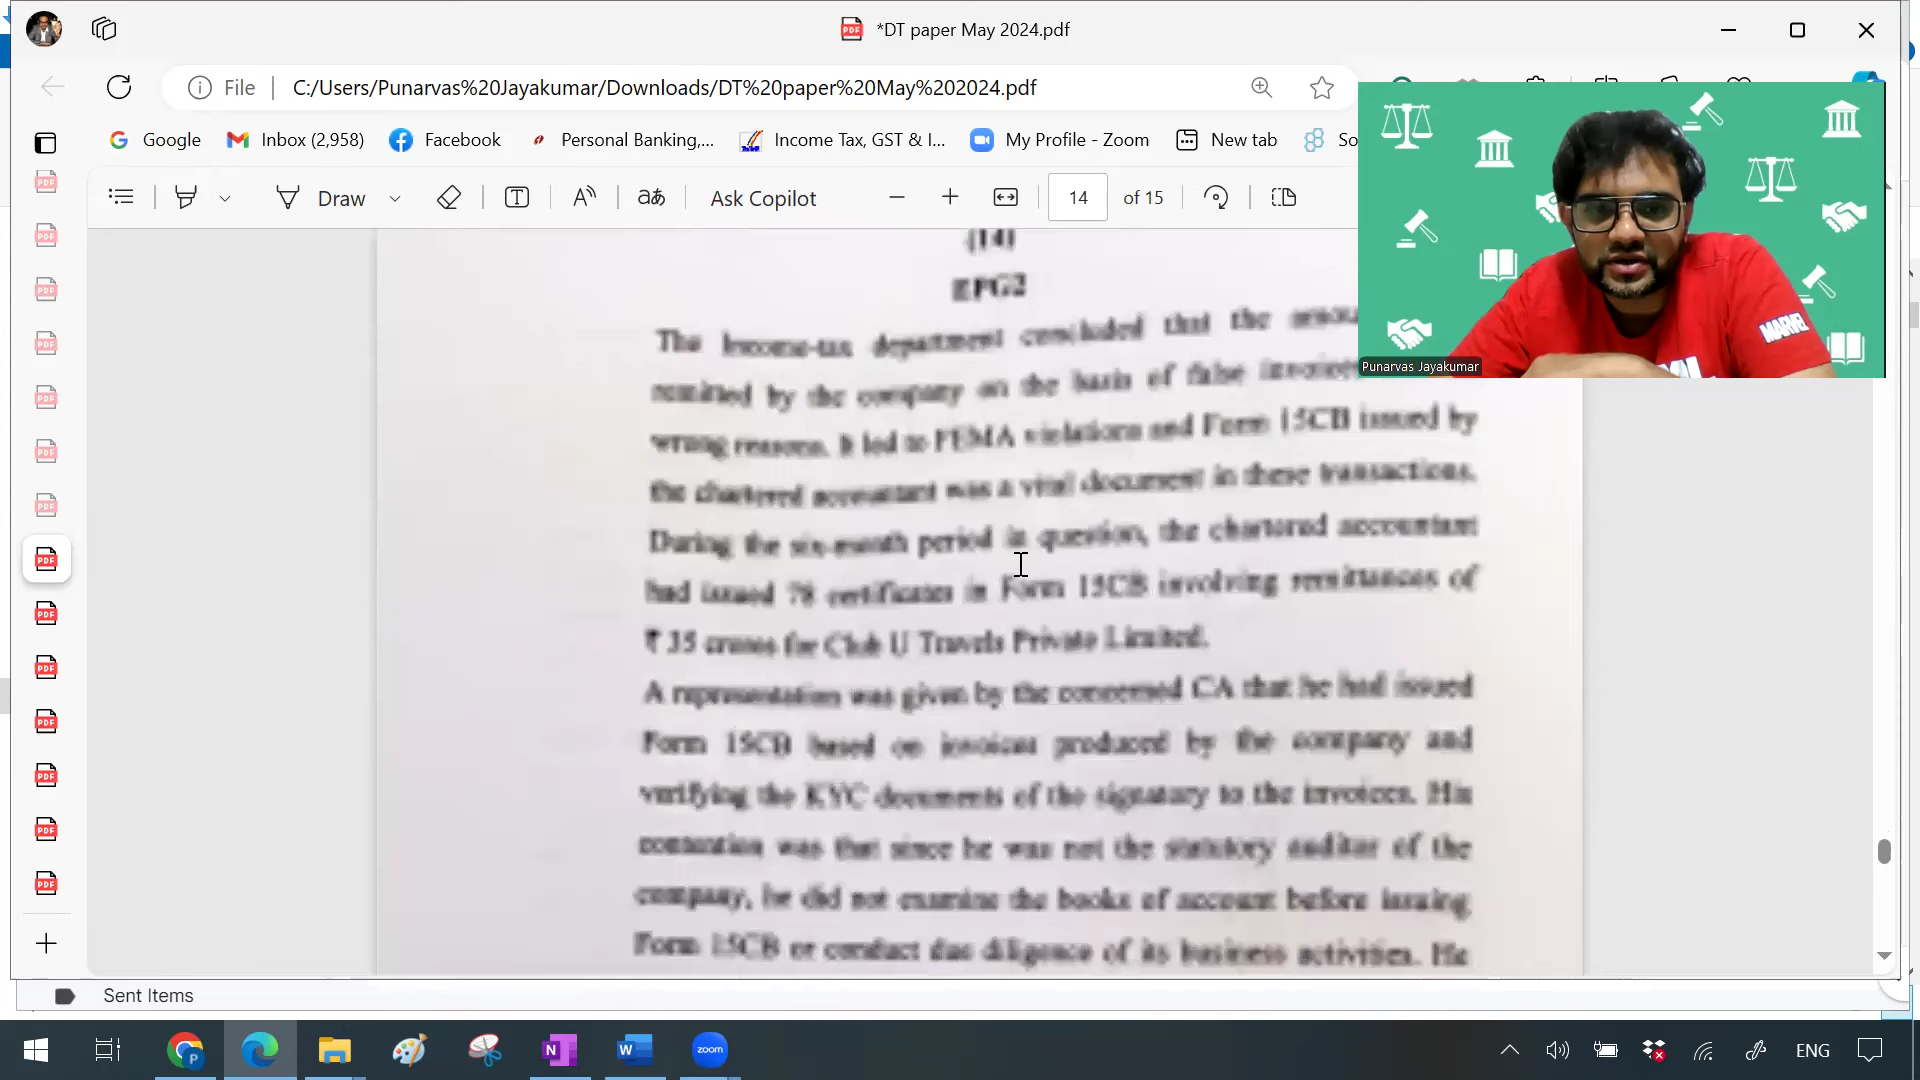 *DT paper May 2024.pdf
File
C:/Users/Punarvas%20Jayakumar/Downloads/DT%20paper%20May%202024.pdf
Google
Inbox (2,958)
Facebook
Personal Banking,...
Income Tax, GST & I...
My Profile - Zoom
New tab
So
Draw
Ask Copilot
14
of 15
(14)
EPG2
The Income-tax department concluded that the
remitted by the company on the basis of false invoices
wrong reasons. It led to FEMA violations and Form 15CB issued by
the chartered accountant was a vital document in these transactions.
During the six-month period in question, the chartered accountant
had issued 78 certificates in Form 15CB involving remittances of
₹ 35 crores for Club U Travels Private Limited.
A representation was given by the concerned CA that he had issued
Form 15CB based on invoices produced by the company and
verifying the KYC documents of the signatory to the invoices. His
contention was that since he was not the statutory auditor of the
company, he did not examine the books of account before issuing
Form 15CB or conduct due diligence of its business activities. He
MARVEL
Punarvas Jayakumar
Sent Items
zoom
ENG